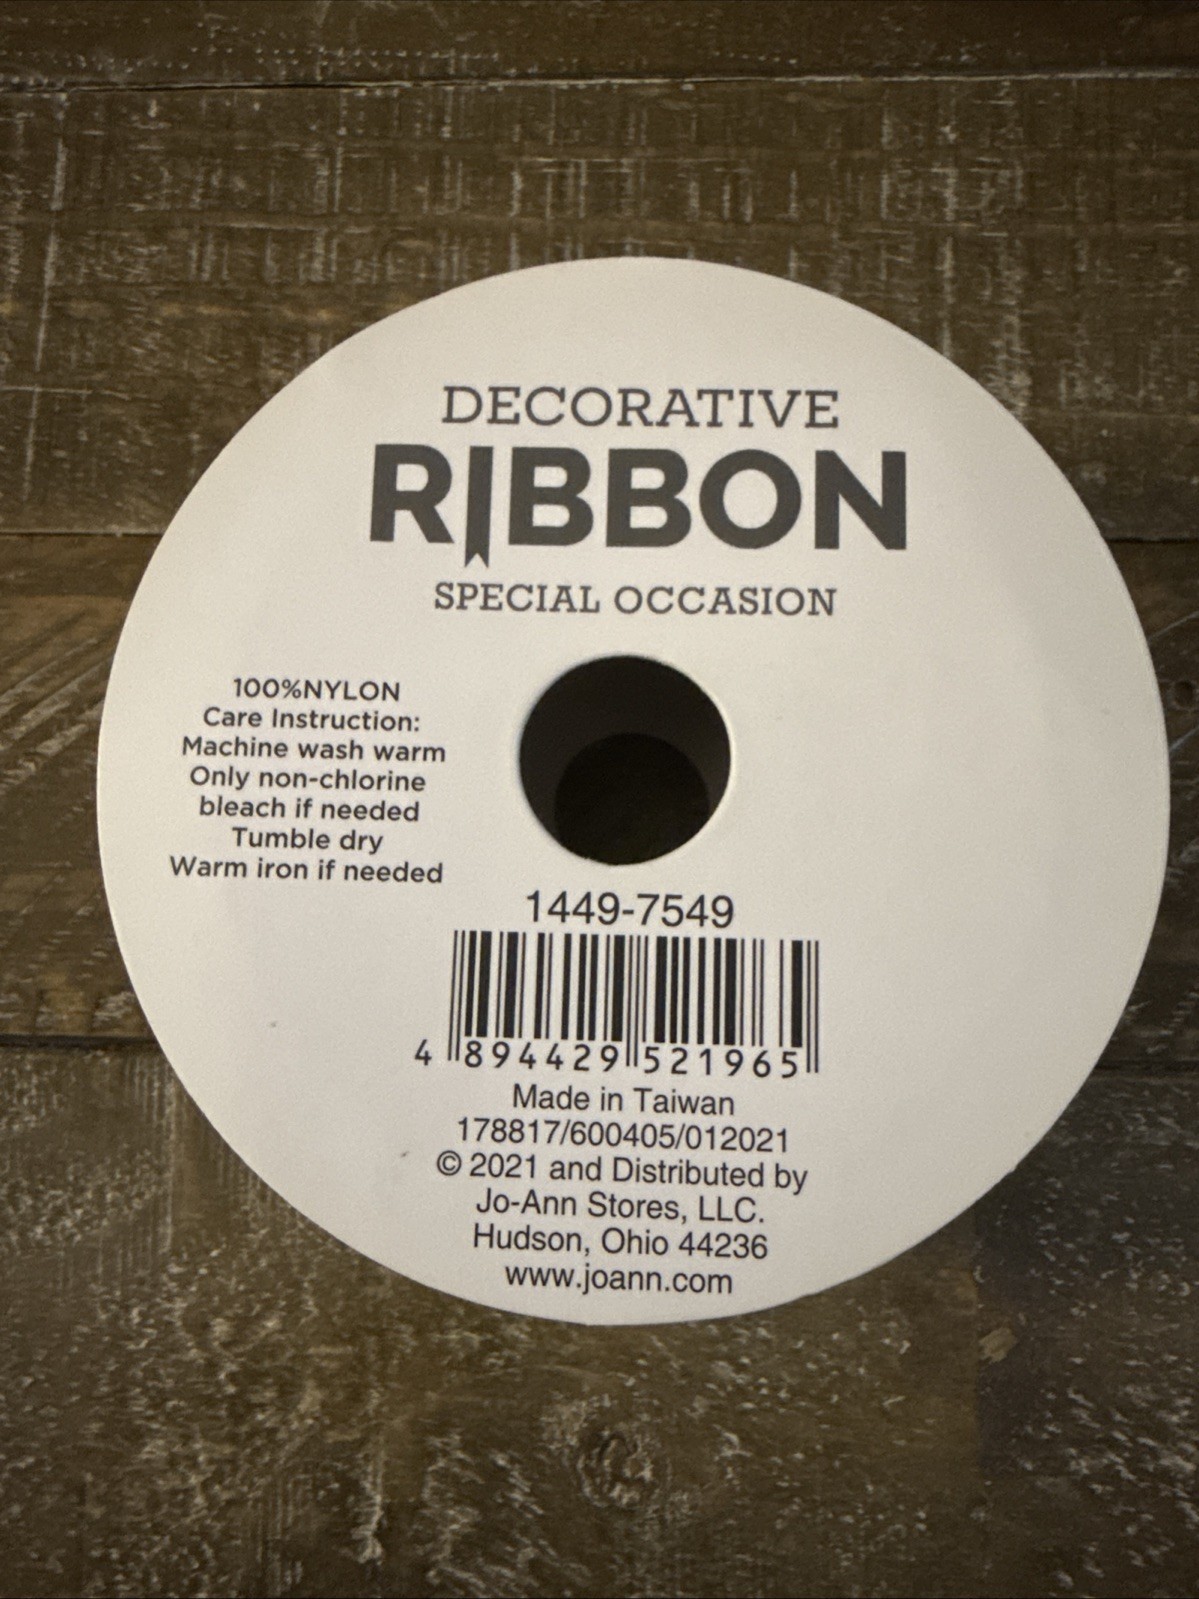 DECORATIVE
RIBBON
SPECIAL OCCASION
100%NYLON
Care Instruction:
Machine wash warm
Only non-chlorine
bleach if needed
Tumble dry
Warm iron if needed
1449-7549
4 894429 521965
Made in Taiwan
178817/600405/012021
© 2021 and Distributed by
Jo-Ann Stores, LLC.
Hudson, Ohio 44236
www.joann.com